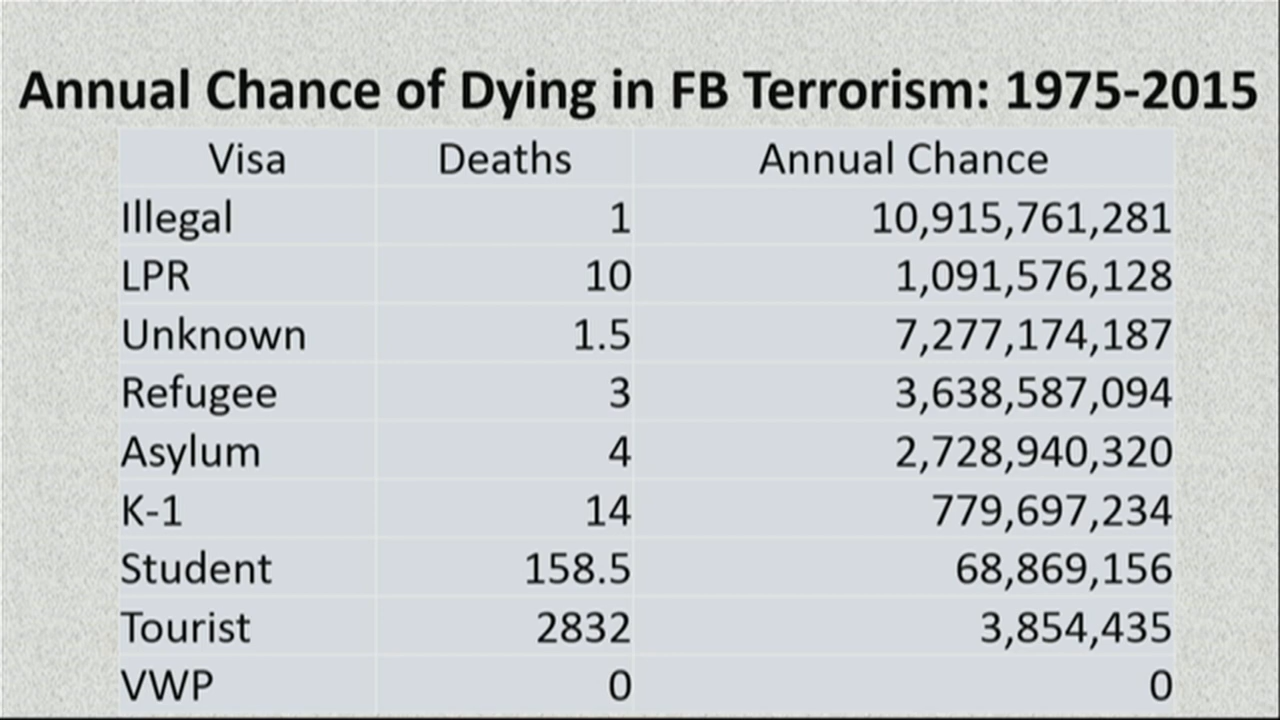 Annual Chance of Dying in FB Terrorism: 1975-2015
Visa Deaths Annual Chance
Illegal 1 10,915,761,281
LPR 10 1,091,576,128
Unknown 1.5 7,277,174,187
Refugee 3 3,638,587,094
Asylum 4 2,728,940,320
K-1 14 779,697,234
Student 158.5 68,869,156
Tourist 2832 3,854,435
VWP 0 0